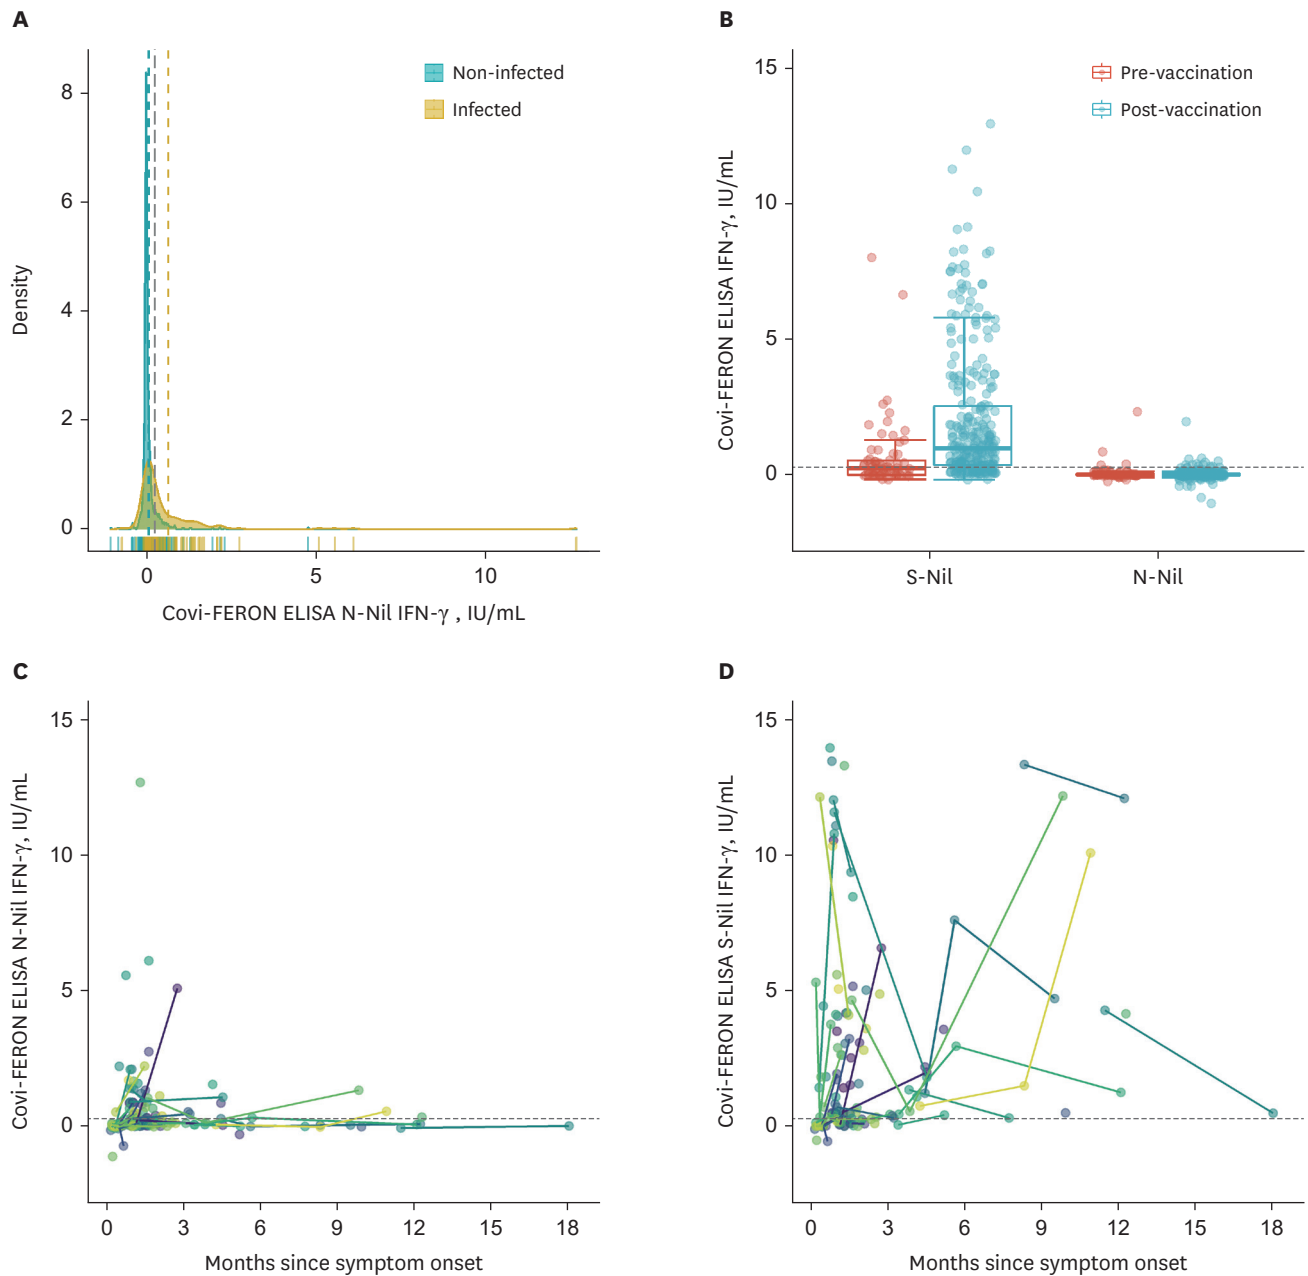 A
Density
8
6
4
2
0
0
5
10
Covi-FERON ELISA N-Nil IFN-γ , IU/mL
Non-infected
Infected
B
Covi-FERON ELISA IFN-γ, IU/mL
15
10
5
0
S-Nil
N-Nil
Pre-vaccination
Post-vaccination
C
Covi-FERON ELISA N-Nil IFN-γ, IU/mL
15
10
5
0
0
3
6
9
12
15
18
Months since symptom onset
D
Covi-FERON ELISA S-Nil IFN-γ, IU/mL
15
10
5
0
0
3
6
9
12
15
18
Months since symptom onset